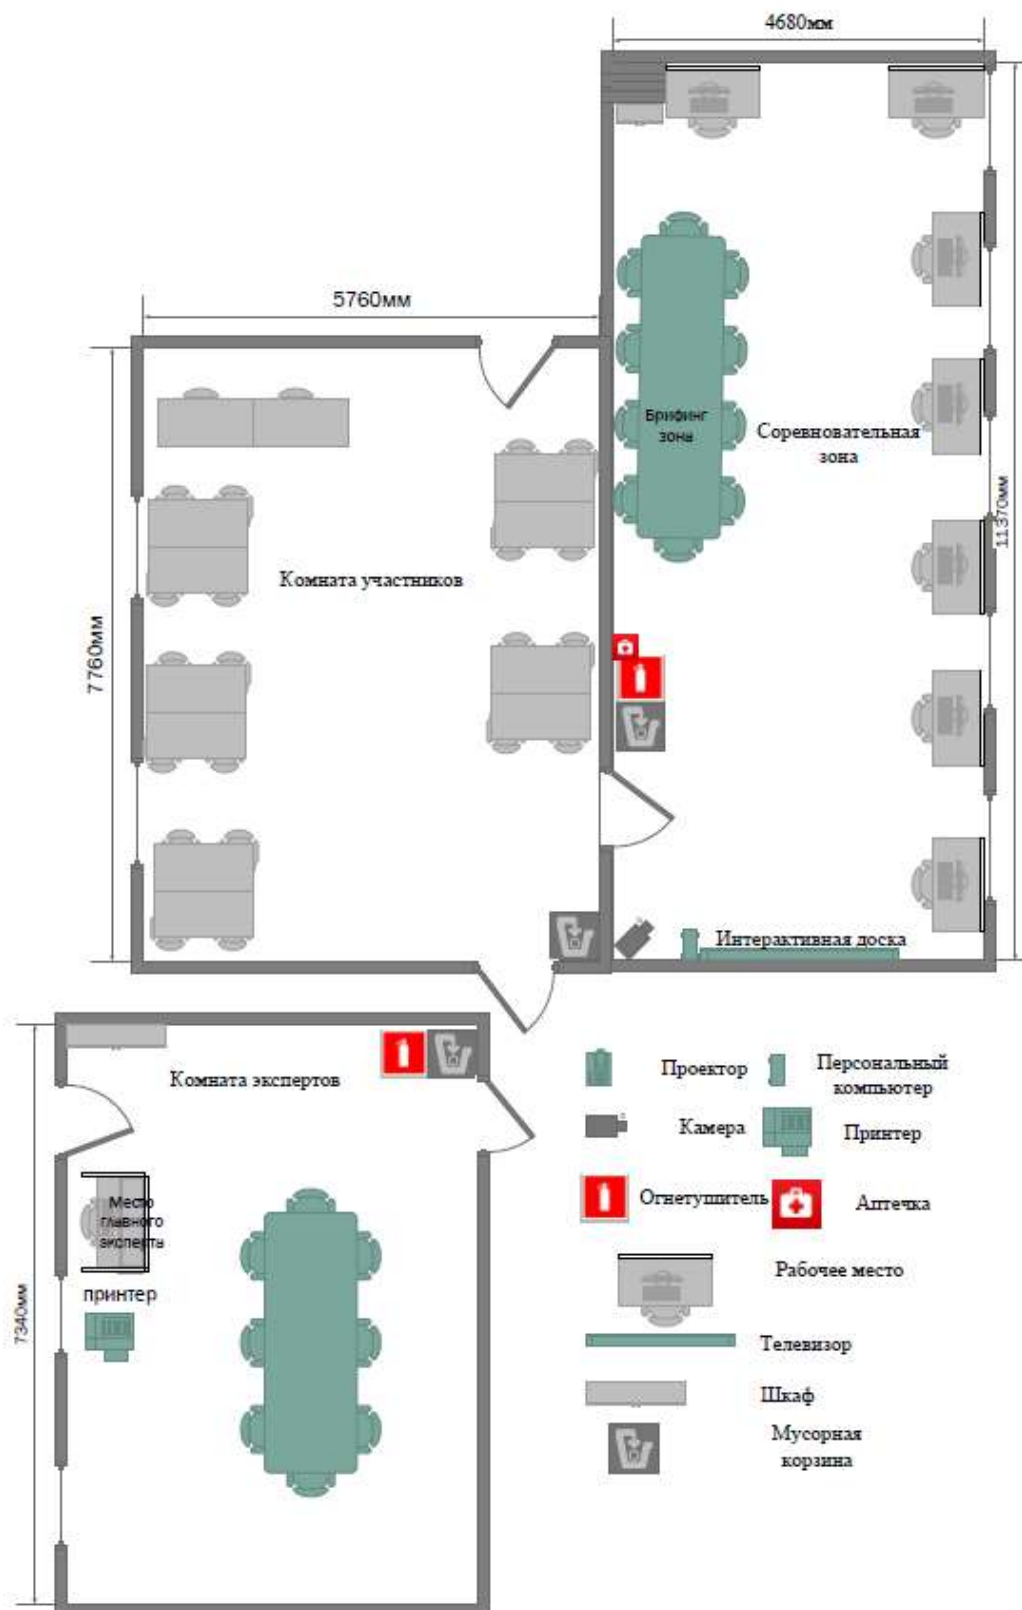 4680мм
5760мм
Брифинг
зона
Соревновательная
зона
11370мм
Комната участников
7760мм
Интерактивная доска
Комната экспертов
Место
главного
эксперта
принтер
7340мм
Проектор
Персональный
компьютер
Камера
Принтер
Огнетушитель
Аптечка
Рабочее место
Телевизор
Шкаф
Мусорная
корзина